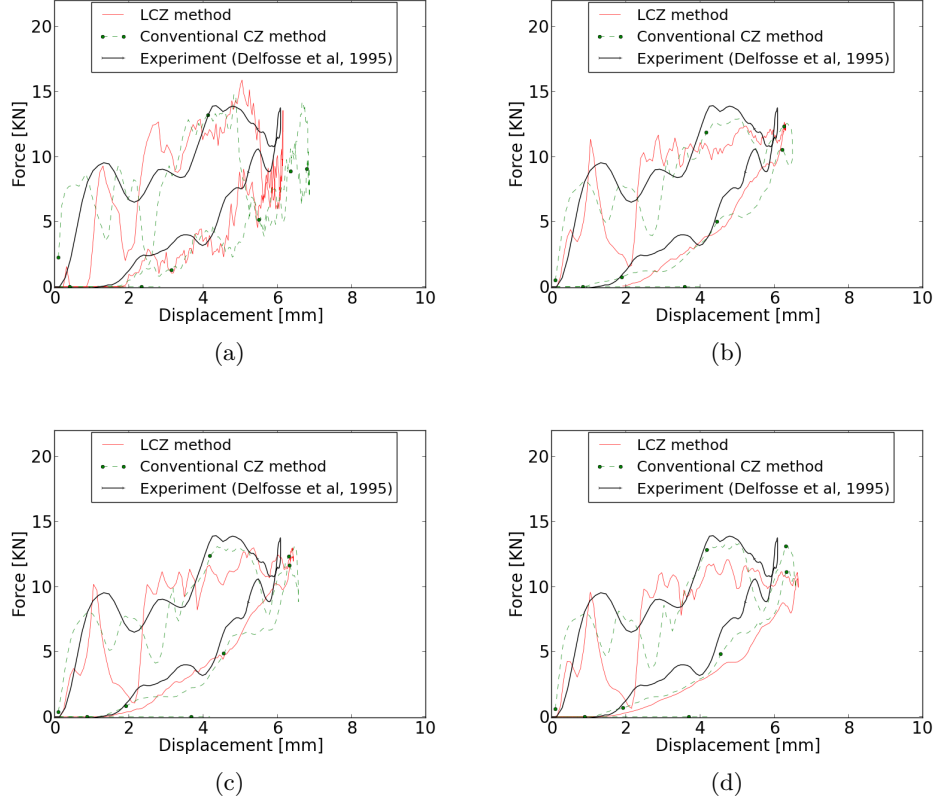 LCZ method
Conventional CZ method
Experiment (Delfosse et al, 1995)
Force [KN]
20
15
10
5
0
0 2 4 6 8 10
Displacement [mm]
(a)
LCZ method
Conventional CZ method
Experiment (Delfosse et al, 1995)
Force [KN]
20
15
10
5
0
0 2 4 6 8 10
Displacement [mm]
(b)
LCZ method
Conventional CZ method
Experiment (Delfosse et al, 1995)
Force [KN]
20
15
10
5
0
0 2 4 6 8 10
Displacement [mm]
(c)
LCZ method
Conventional CZ method
Experiment (Delfosse et al, 1995)
Force [KN]
20
15
10
5
0
0 2 4 6 8 10
Displacement [mm]
(d)